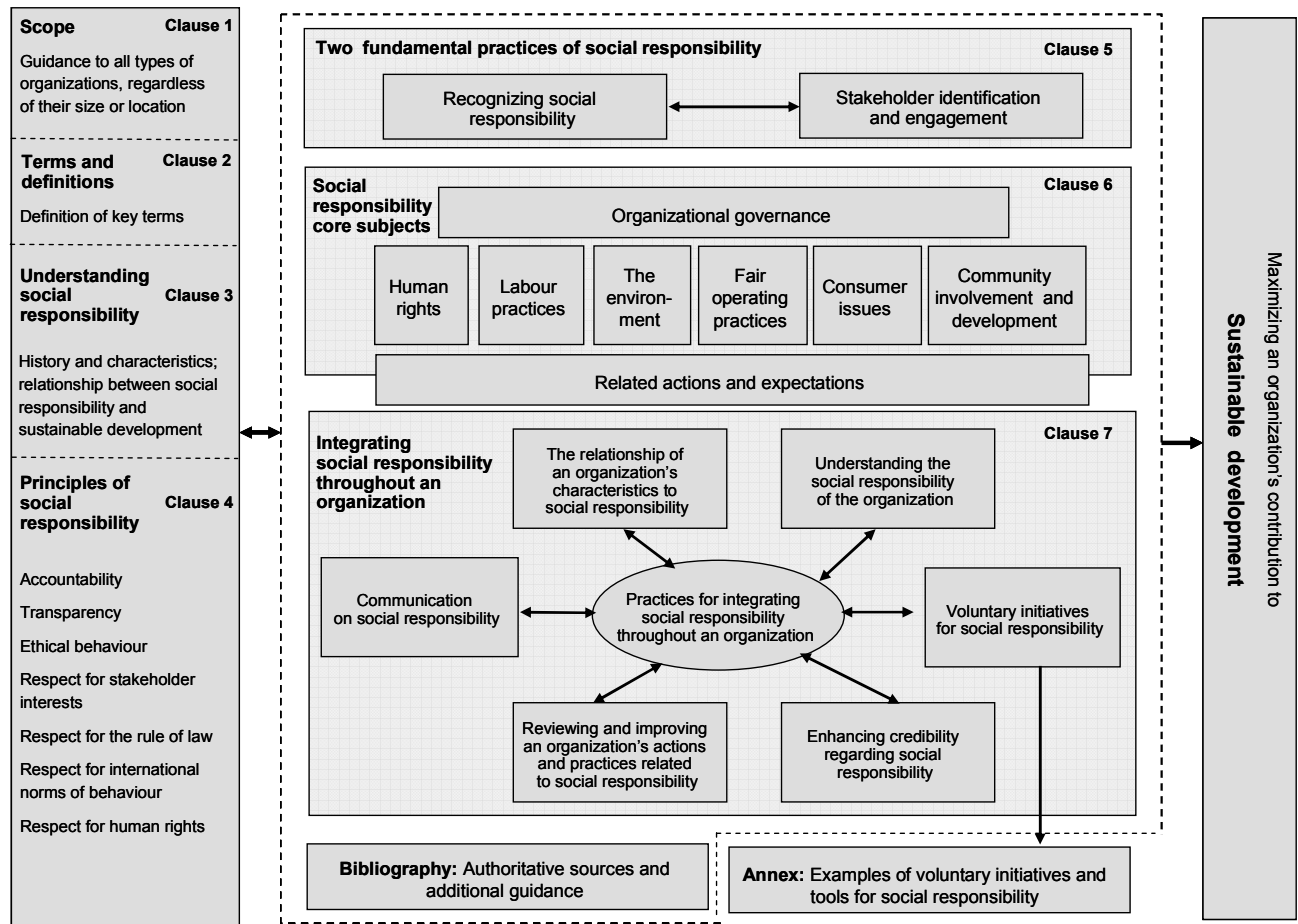 Scope Clause 1
Guidance to all types of
organizations, regardless
of their size or location
Terms and Clause 2
definitions
Definition of key terms
Understanding
social Clause 3
responsibility
History and characteristics;
relationship between social
responsibility and
sustainable development
Principles of
social Clause 4
responsibility
Accountability
Transparency
Ethical behaviour
Respect for stakeholder
interests
Respect for the rule of law
Respect for international
norms of behaviour
Respect for human rights
Two fundamental practices of social responsibility Clause 5
Recognizing social
responsibility
Stakeholder identification
and engagement
Social Clause 6
responsibility
core subjects
Organizational governance
Human
rights
Labour
practices
The
environ-
ment
Fair
operating
practices
Consumer
issues
Community
involvement and
development
Related actions and expectations
Integrating Clause 7
social responsibility
throughout an
organization
The relationship of
an organization's
characteristics to
social responsibility
Understanding the
social responsibility
of the organization
Communication
on social responsibility
Practices for integrating
social responsibility
throughout an organization
Voluntary initiatives
for social responsibility
Reviewing and improving
an organization's actions
and practices related
to social responsibility
Enhancing credibility
regarding social
responsibility
Bibliography: Authoritative sources and
additional guidance
Annex: Examples of voluntary initiatives and
tools for social responsibility
Maximizing an organization's contribution to
Sustainable development